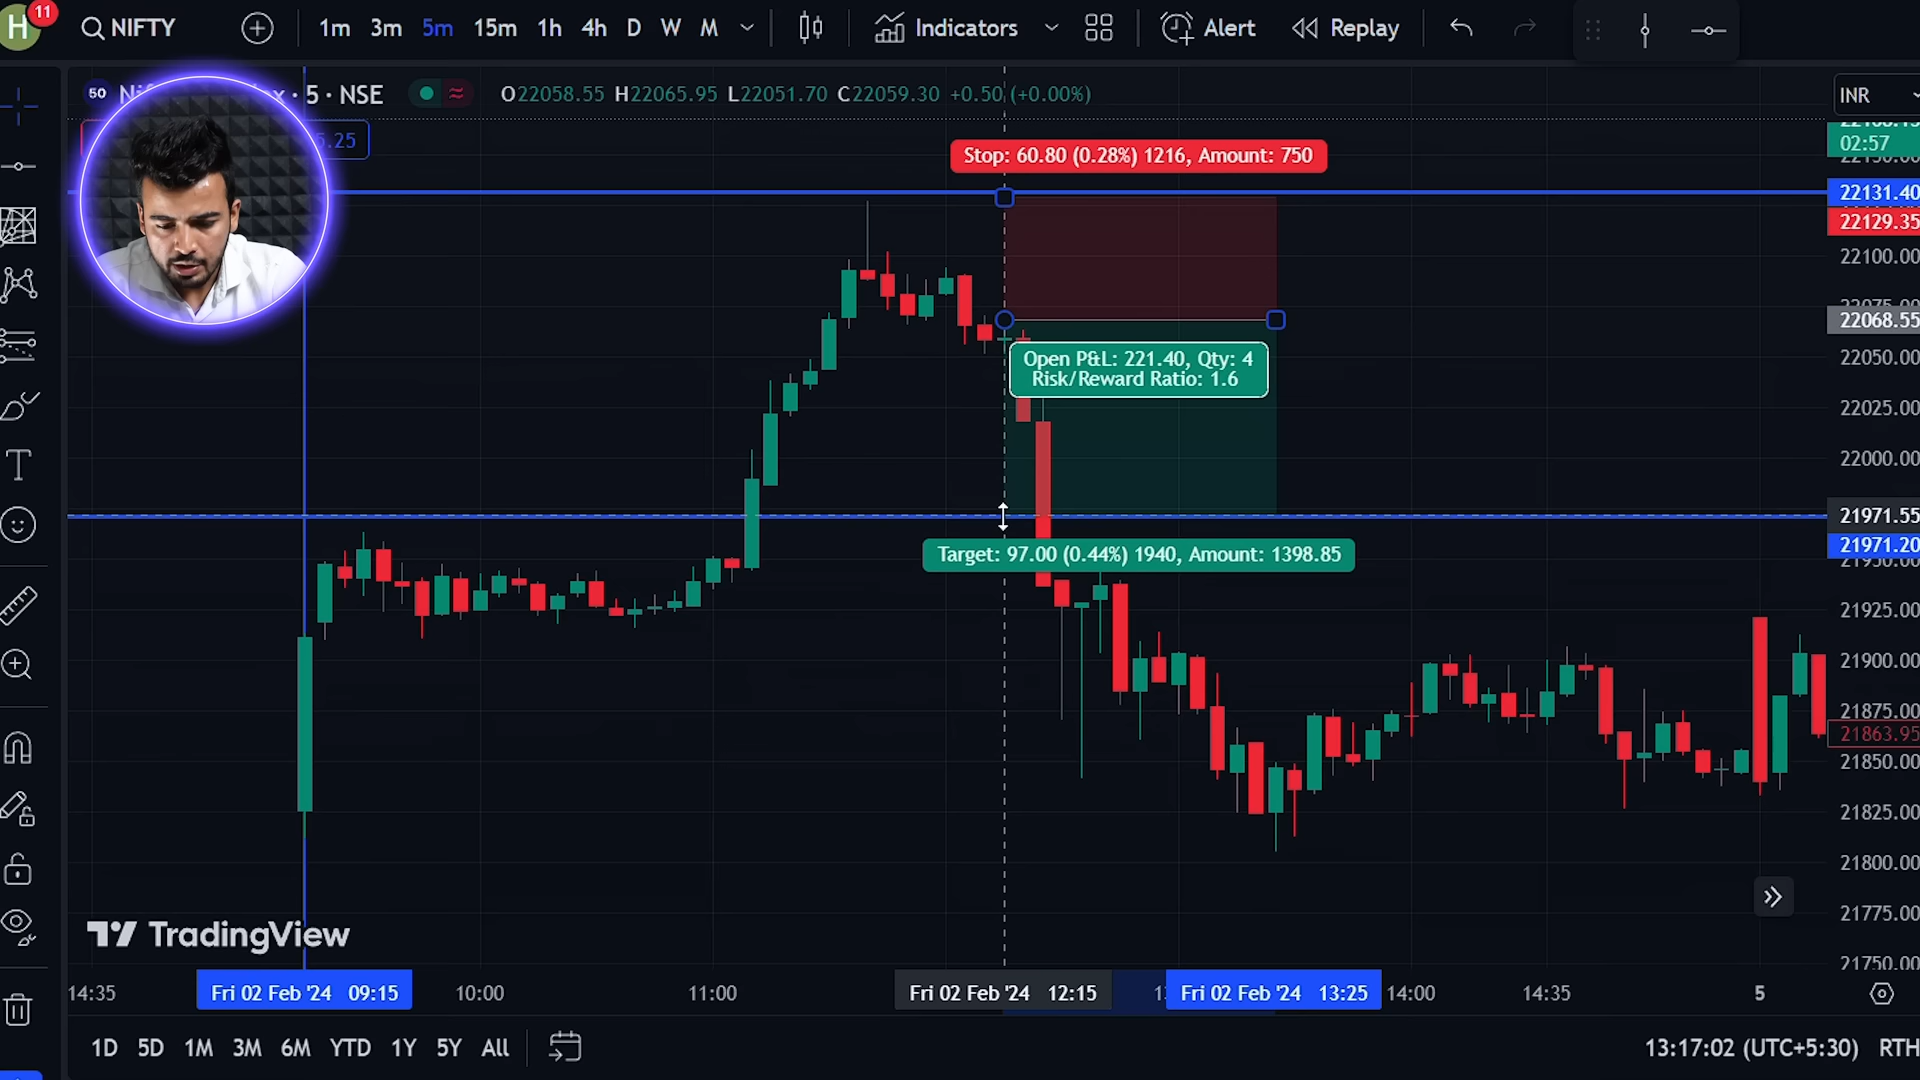 H
11
NIFTY
1m 3m 5m 15m 1h 4h D W M
Indicators
Alert
Replay
50
· 5 · NSE
O22058.55 H22065.95 L22051.70 C22059.30 +0.50 (+0.00%)
INR
02:57
Stop: 60.80 (0.28%) 1216, Amount: 750
22131.40
22129.35
22100.00
22068.55
Open P&L: 221.40, Qty: 4
Risk/Reward Ratio: 1.6
22050.00
22025.00
22000.00
21971.55
21971.20
Target: 97.00 (0.44%) 1940, Amount: 1398.85
21925.00
21900.00
21875.00
21863.95
21850.00
21825.00
21800.00
21775.00
21750.00
TradingView
14:35
Fri 02 Feb '24 09:15
10:00
11:00
Fri 02 Feb '24 12:15
Fri 02 Feb '24 13:25
14:00
14:35
5
1D 5D 1M 3M 6M YTD 1Y 5Y All
13:17:02 (UTC+5:30)
RTH